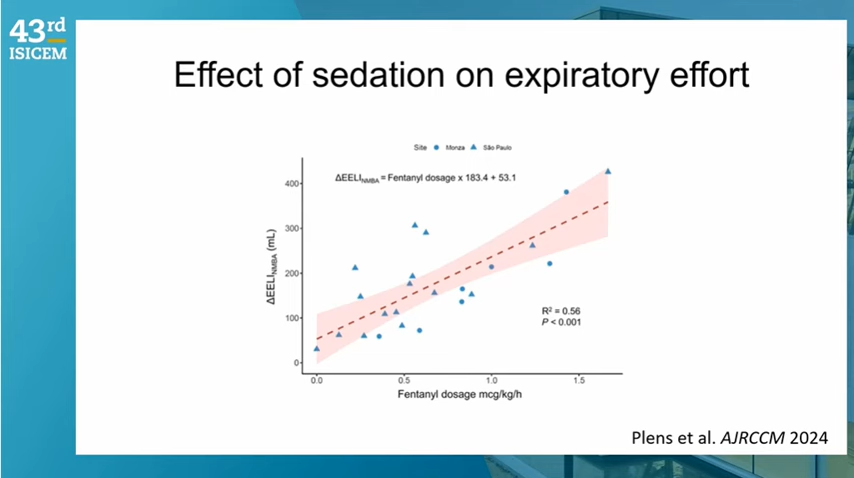 43rd
ISICEM
Effect of sedation on expiratory effort
Site Monza São Paulo
ΔEELI_NMBA = Fentanyl dosage x 183.4 + 53.1
400
300
200
100
0
ΔEELI_NMBA (mL)
R² = 0.56
P < 0.001
0.0 0.5 1.0 1.5
Fentanyl dosage mcg/kg/h
Plens et al. AJRCCM 2024